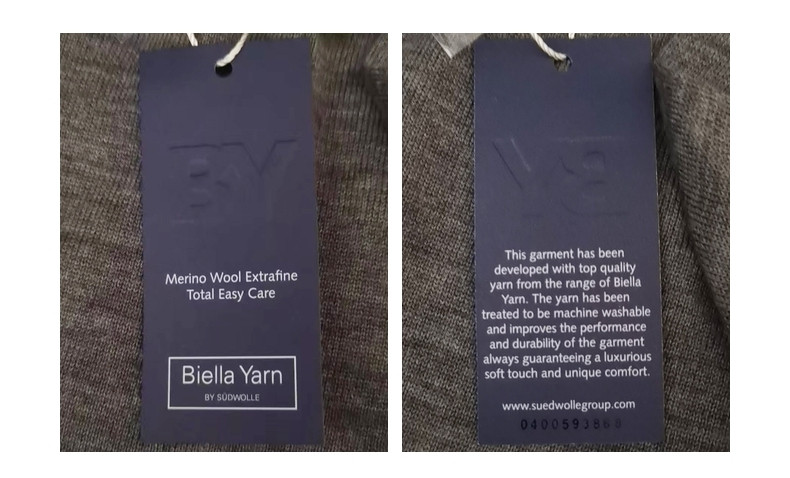 BY
Merino Wool Extrafine
Total Easy Care
Biella Yarn
BY SÜDWOLLE
This garment has been
developed with top quality
yarn from the range of Biella
Yarn. The yarn has been
treated to be machine washable
and improves the performance
and durability of the garment
always guaranteeing a luxurious
soft touch and unique comfort.
www.suedwollegroup.com